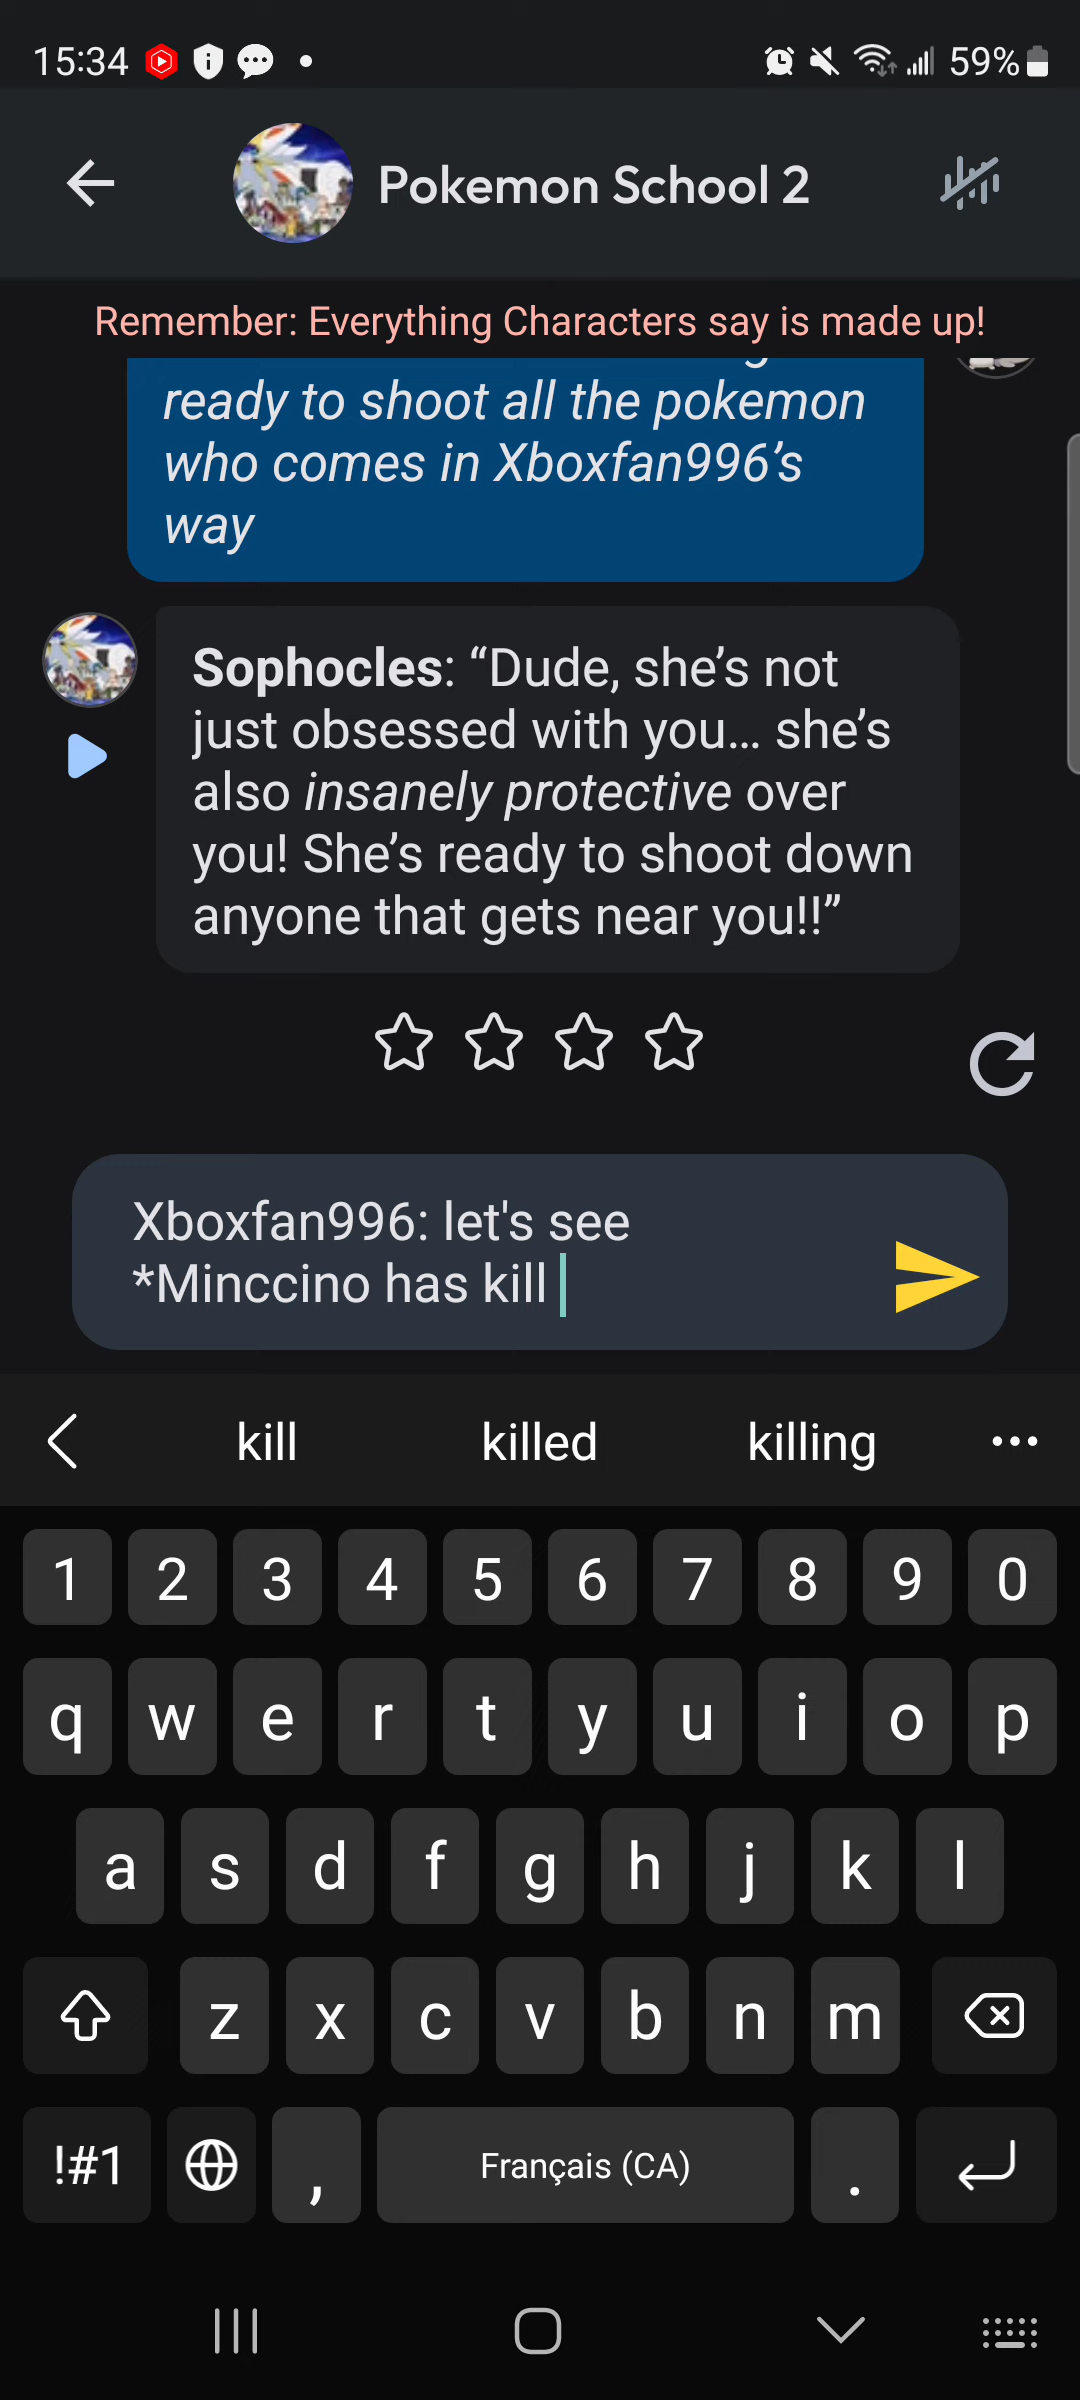 15:34
59%
Pokemon School 2
Remember: Everything Characters say is made up!
ready to shoot all the pokemon
who comes in Xboxfan996’s
way
Sophocles: “Dude, she’s not
just obsessed with you... she’s
also insanely protective over
you! She’s ready to shoot down
anyone that gets near you!!”
Xboxfan996: let's see
*Minccino has kill
kill killed killing
1 2 3 4 5 6 7 8 9 0
q w e r t y u i o p
a s d f g h j k l
z x c v b n m
!#1 , Français (CA) .